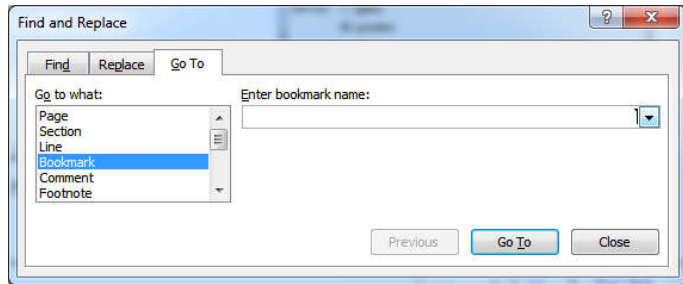 Find and Replace
Find Replace Go To
Go to what:
Enter bookmark name:
Page
Section
Line
Bookmark
Comment
Footnote
Previous Go To Close